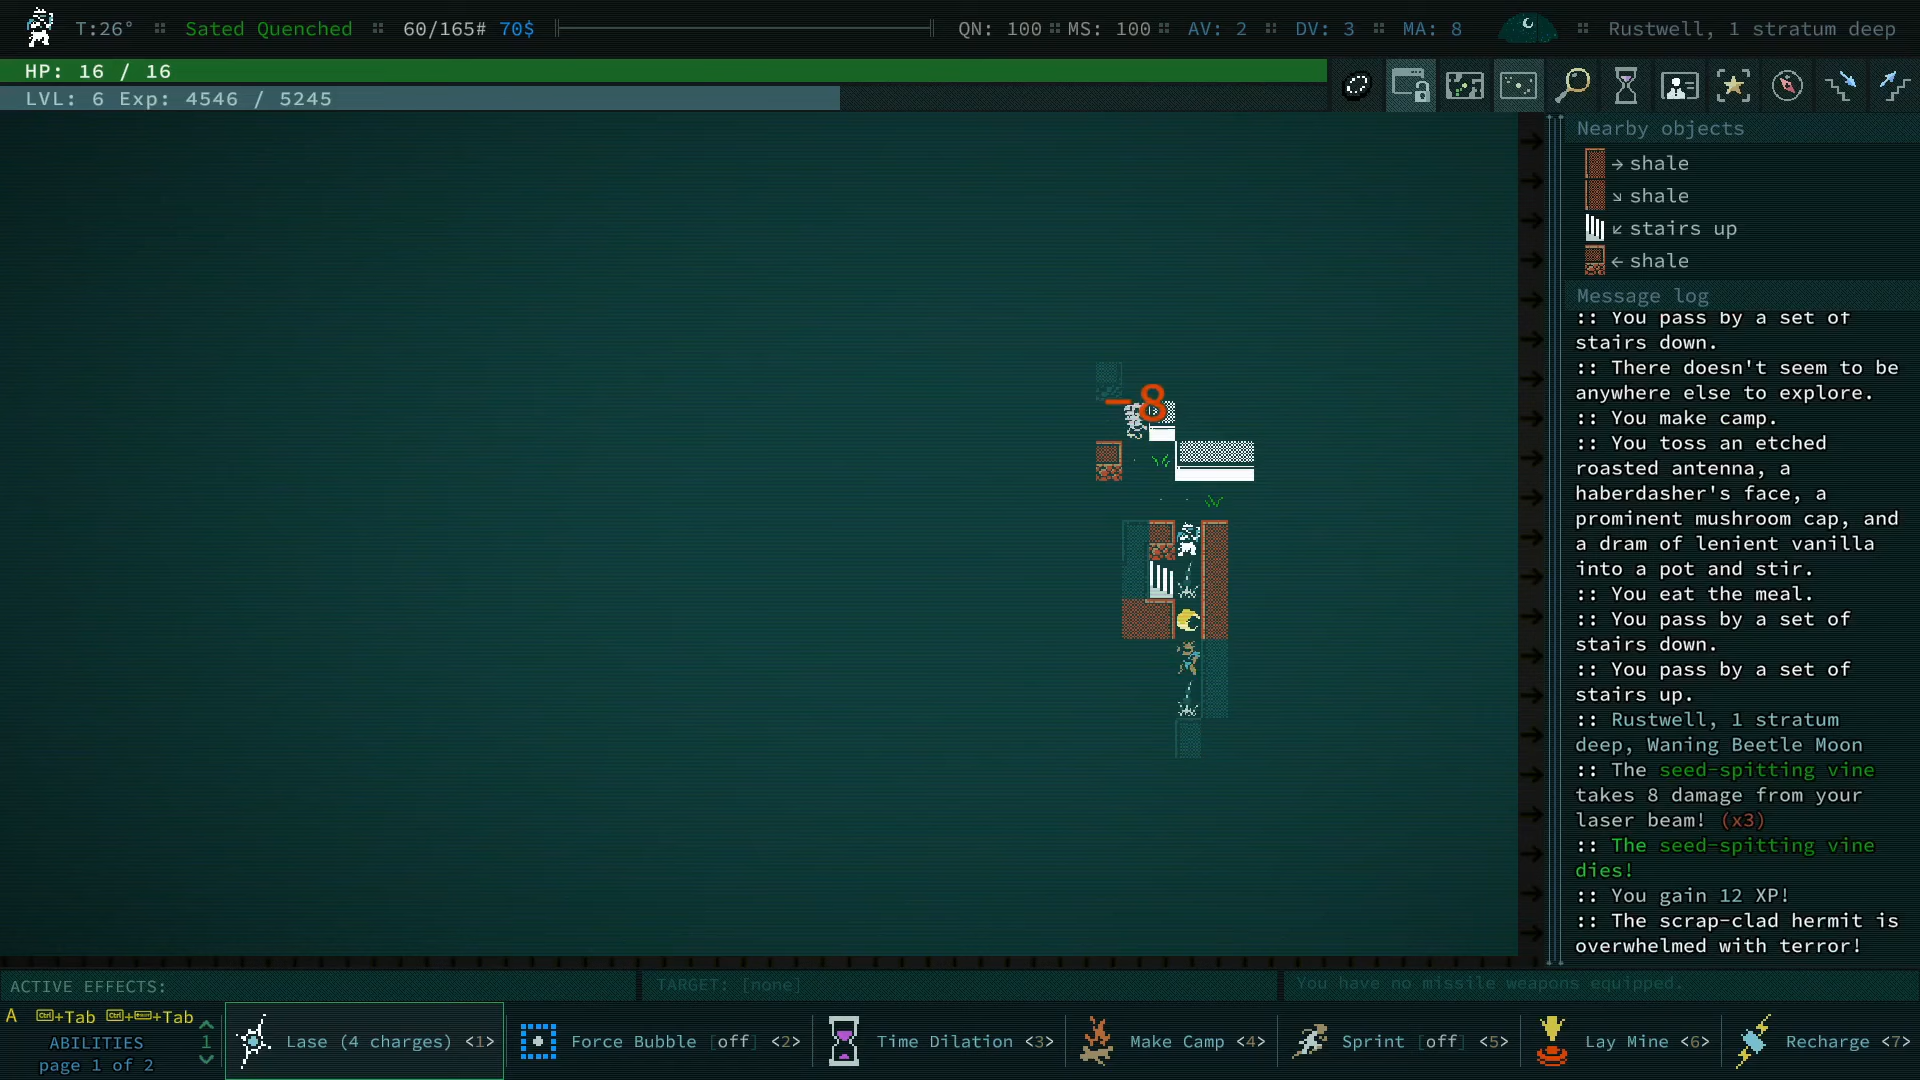 T:26° Sated Quenched 60/165# 70$ QN: 100 MS: 100 AV: 2 DV: 3 MA: 8 Rustwell, 1 stratum deep
HP: 16 / 16
LVL: 6 Exp: 4546 / 5245
Nearby objects
→ shale
↘ shale
↙ stairs up
← shale
Message log
:: You pass by a set of
stairs down.
:: There doesn't seem to be
anywhere else to explore.
:: You make camp.
:: You toss an etched
roasted antenna, a
haberdasher's face, a
prominent mushroom cap, and
a dram of lenient vanilla
into a pot and stir.
:: You eat the meal.
:: You pass by a set of
stairs down.
:: You pass by a set of
stairs up.
:: Rustwell, 1 stratum
deep, Waning Beetle Moon
:: The seed-spitting vine
takes 8 damage from your
laser beam! (x3)
:: The seed-spitting vine
dies!
:: You gain 12 XP!
:: The scrap-clad hermit is
overwhelmed with terror!
-8
ACTIVE EFFECTS:
TARGET: [none]
You have no missile weapons equipped.
A Ctrl+Tab Ctrl+ +Tab
ABILITIES
page 1 of 2
1
Lase (4 charges) <1>
Force Bubble [off] <2>
Time Dilation <3>
Make Camp <4>
Sprint [off] <5>
Lay Mine <6>
Recharge <7>